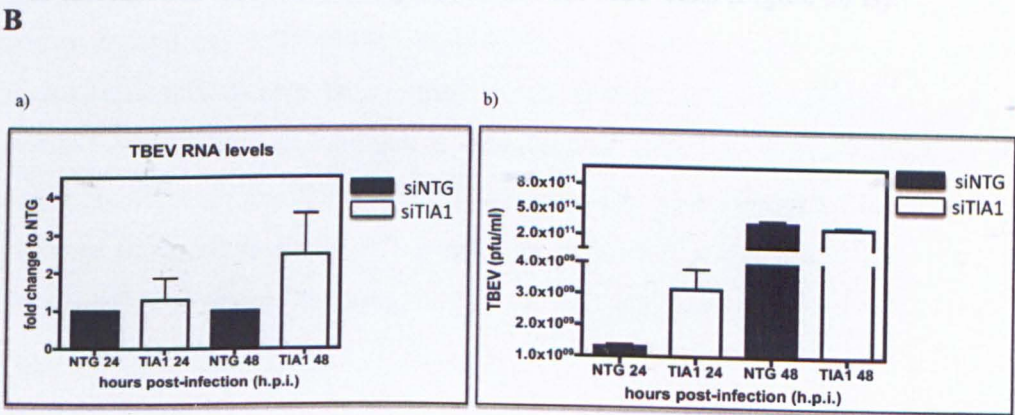 B
a)
TBEV RNA levels
fold change to NTG
4
3
2
1
0
NTG 24 TIA1 24 NTG 48 TIA1 48
hours post-infection (h.p.i.)
siNTG
siTIA1
b)
TBEV (pfu/ml)
8.0x10¹¹
5.0x10¹¹
2.0x10¹¹
4.0x10⁰⁹
3.0x10⁰⁹
2.0x10⁰⁹
1.0x10⁰⁹
NTG 24 TIA1 24 NTG 48 TIA1 48
hours post-infection (h.p.i.)
siNTG
siTIA1